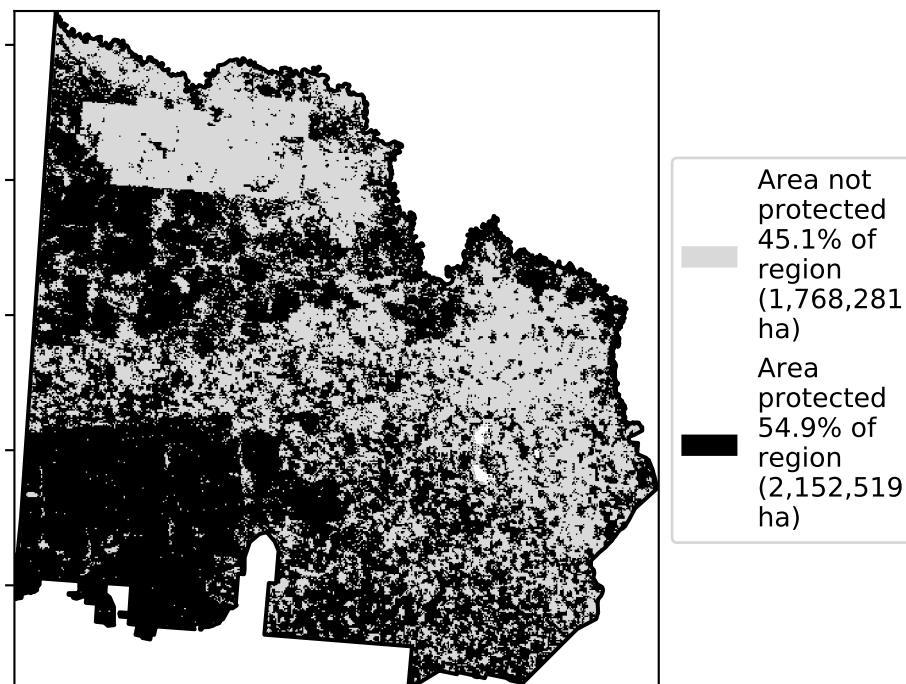 Area not
protected
45.1% of
region
(1,768,281
ha)
Area
protected
54.9% of
region
(2,152,519
ha)